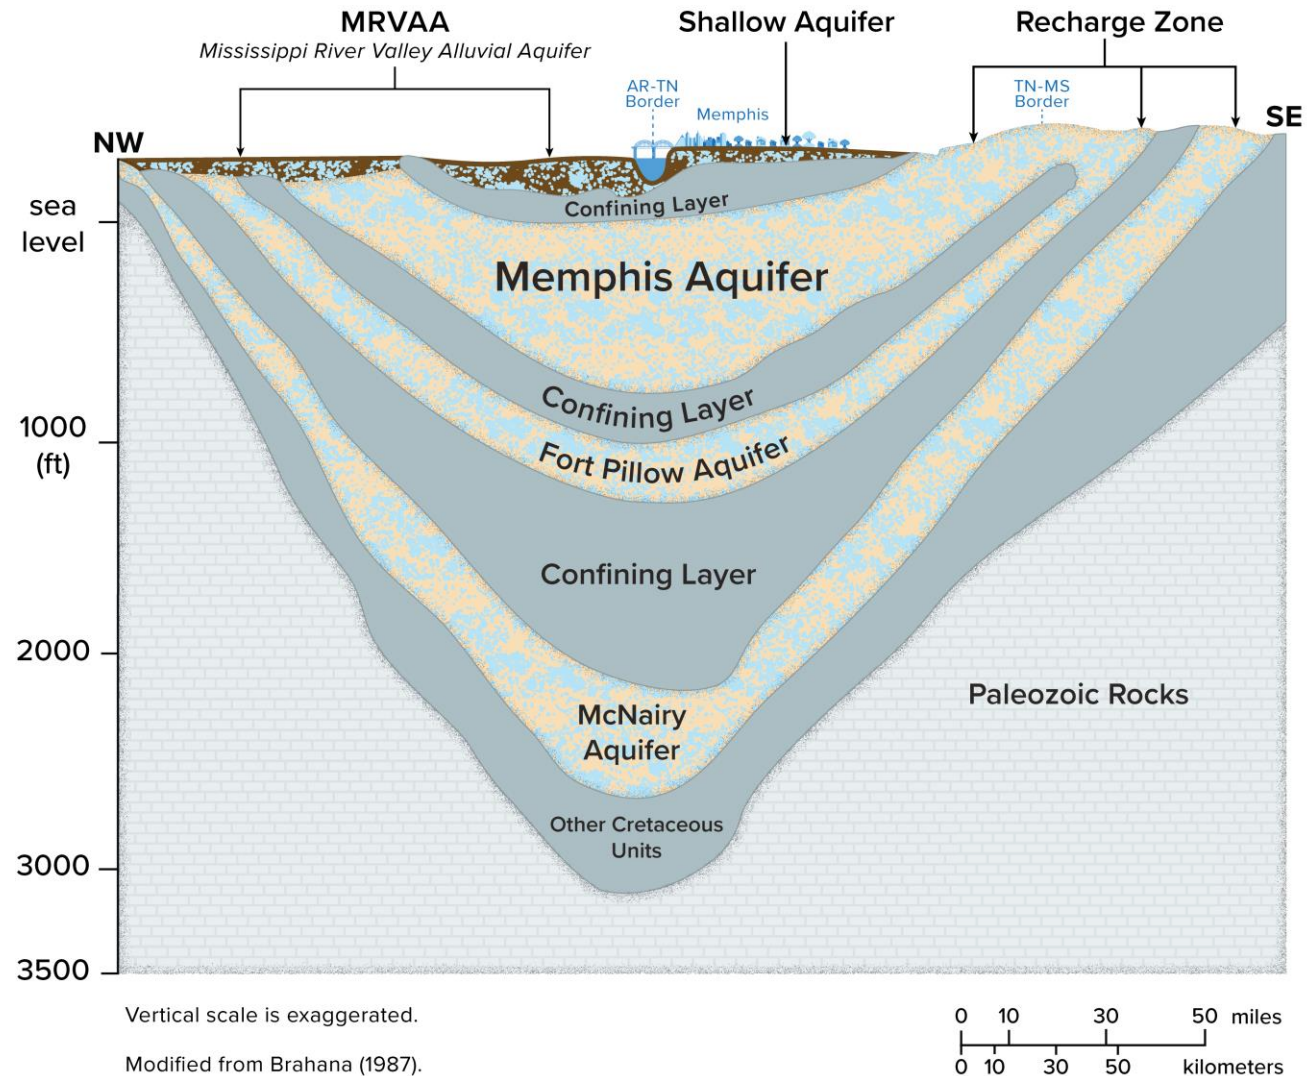 MRVAA
Mississippi River Valley Alluvial Aquifer
Shallow Aquifer
Recharge Zone
AR-TN
Border
Memphis
TN-MS
Border
NW
SE
sea
level
1000
(ft)
2000
3000
3500
Confining Layer
Memphis Aquifer
Confining Layer
Fort Pillow Aquifer
Confining Layer
McNairy
Aquifer
Other Cretaceous
Units
Paleozoic Rocks
Vertical scale is exaggerated.
Modified from Brahana (1987).
0 10 30 50 miles
0 10 30 50 kilometers